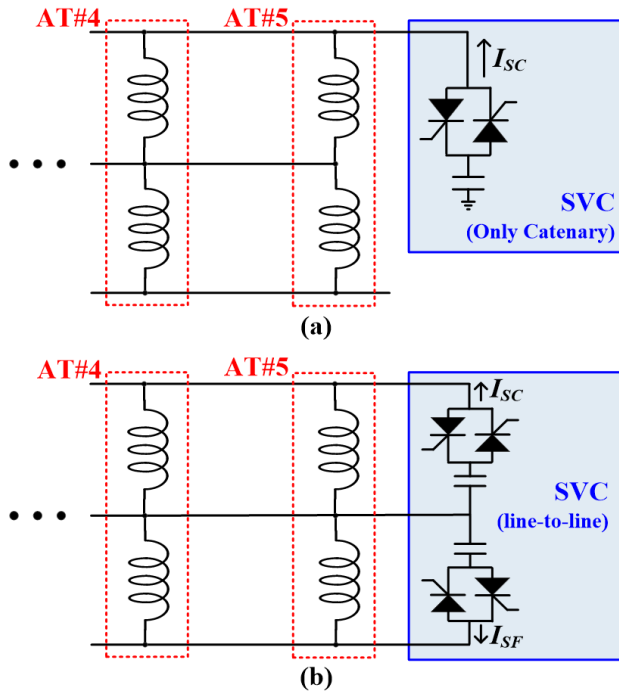 AT#4 AT#5
I_SC
SVC
(Only Catenary)
(a)
AT#4 AT#5
I_SC
SVC
(line-to-line)
I_SF
(b)